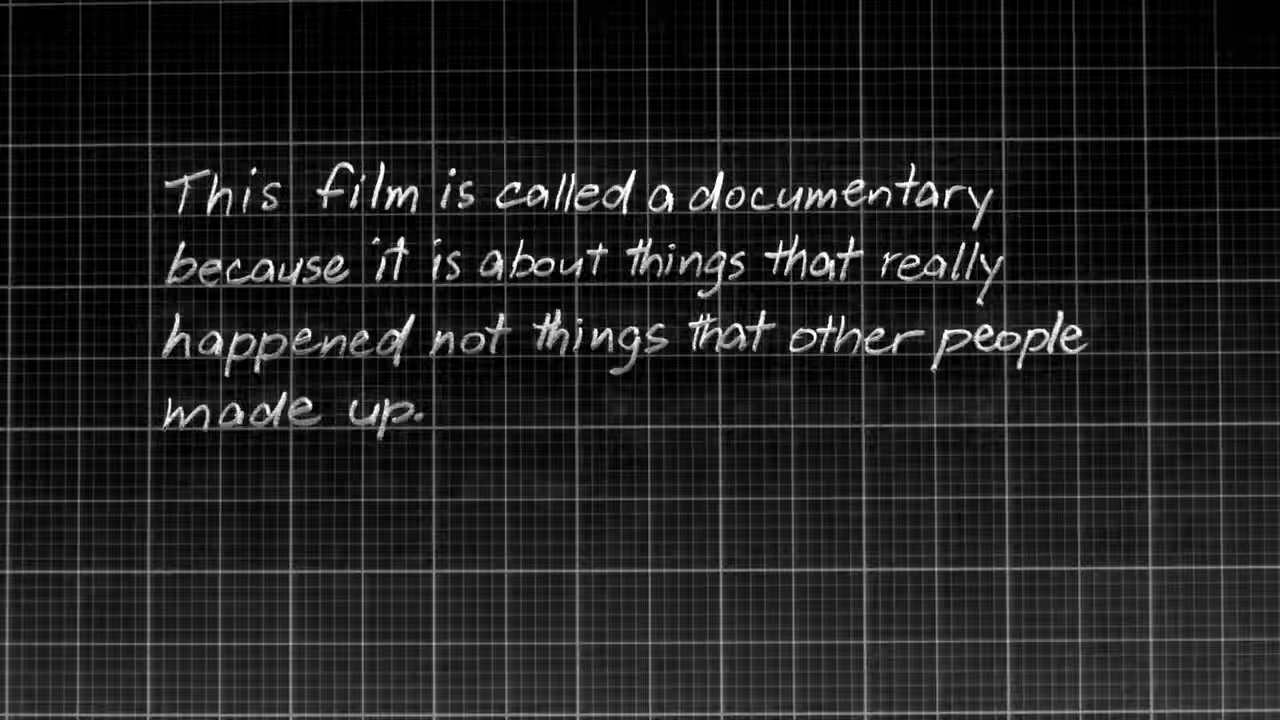 This film is called a documentary
because it is about things that really
happened not things that other people
made up.